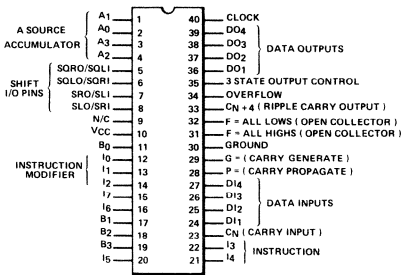 A SOURCE
ACCUMULATOR
SHIFT
I/O PINS
INSTRUCTION
MODIFIER
A1 1
A0 2
A3 3
A2 4
SQRO/SQLI 5
SQLO/SQRI 6
SRO/SLI 7
SLO/SRI 8
N/C 9
VCC 10
B0 11
I0 12
I1 13
I2 14
I7 15
I6 16
B1 17
B2 18
B3 19
I5 20
40 CLOCK
39 DO4
38 DO3
37 DO2
36 DO1
DATA OUTPUTS
35 3 STATE OUTPUT CONTROL
34 OVERFLOW
33 CN + 4 ( RIPPLE CARRY OUTPUT )
32 F = ALL LOWS ( OPEN COLLECTOR )
31 F = ALL HIGHS ( OPEN COLLECTOR )
30 GROUND
29 G = ( CARRY GENERATE )
28 P = ( CARRY PROPAGATE )
27 DI4
26 DI3
25 DI2
24 DI1
DATA INPUTS
23 CN ( CARRY INPUT )
22 I3
21 I4
INSTRUCTION